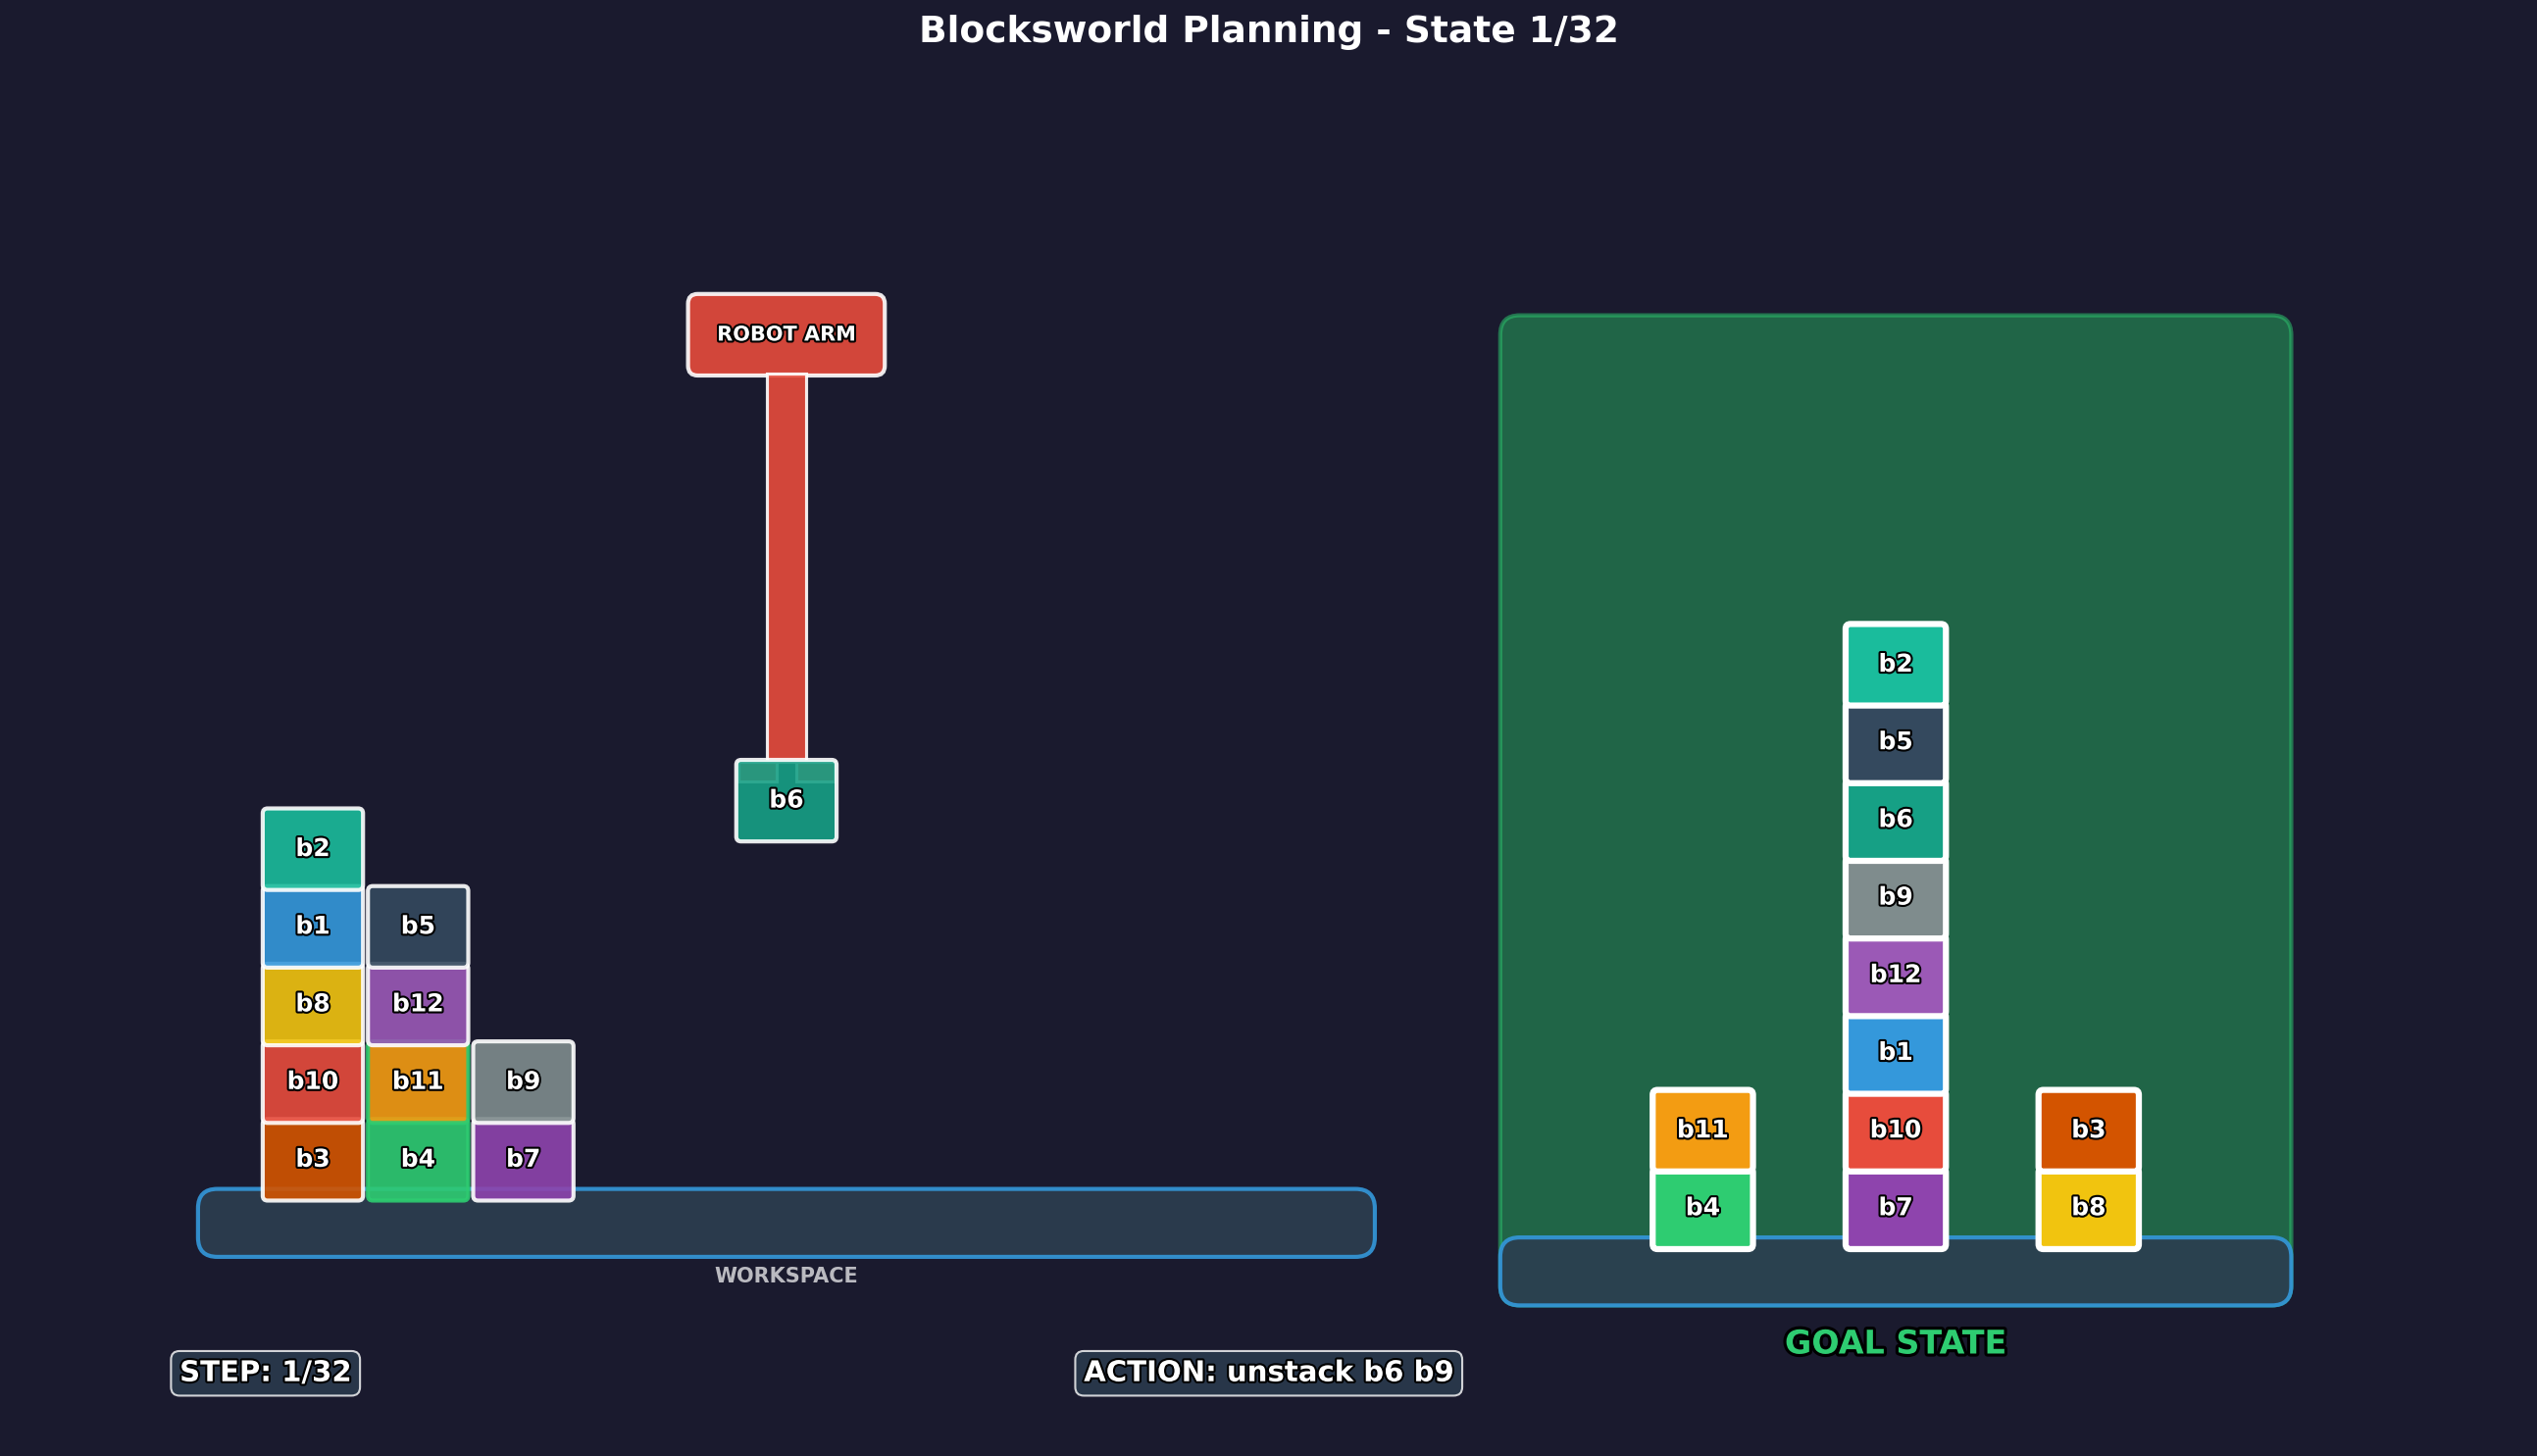 Blocksworld Planning - State 1/32
ROBOT ARM
b6
b2
b1
b5
b8
b12
b10
b11
b9
b3
b4
b7
WORKSPACE
b2
b5
b6
b9
b12
b1
b11
b10
b3
b4
b7
b8
GOAL STATE
STEP: 1/32
ACTION: unstack b6 b9